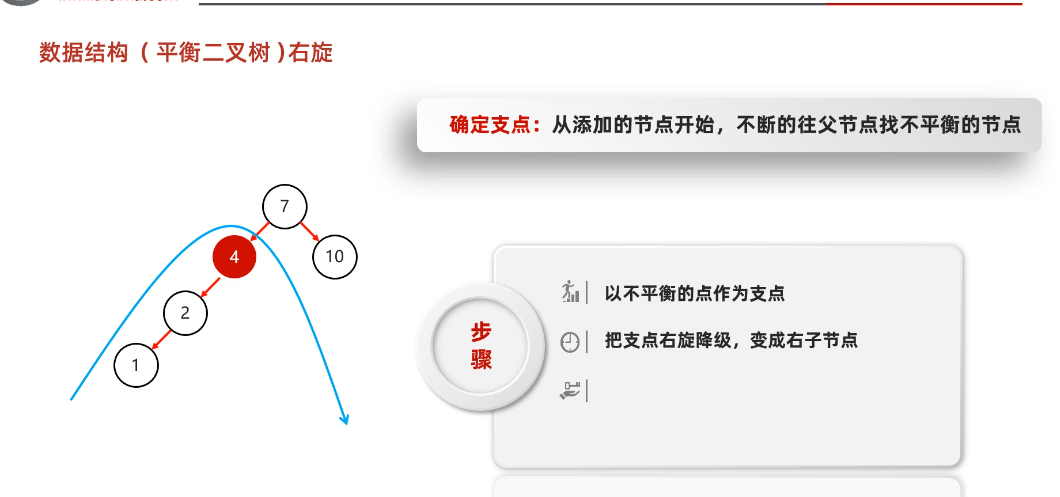 数据结构（平衡二叉树)右旋
确定支点：从添加的节点开始，不断的往父节点找不平衡的节点
7
4
10
2
1
步
骤
以不平衡的点作为支点
把支点右旋降级，变成右子节点